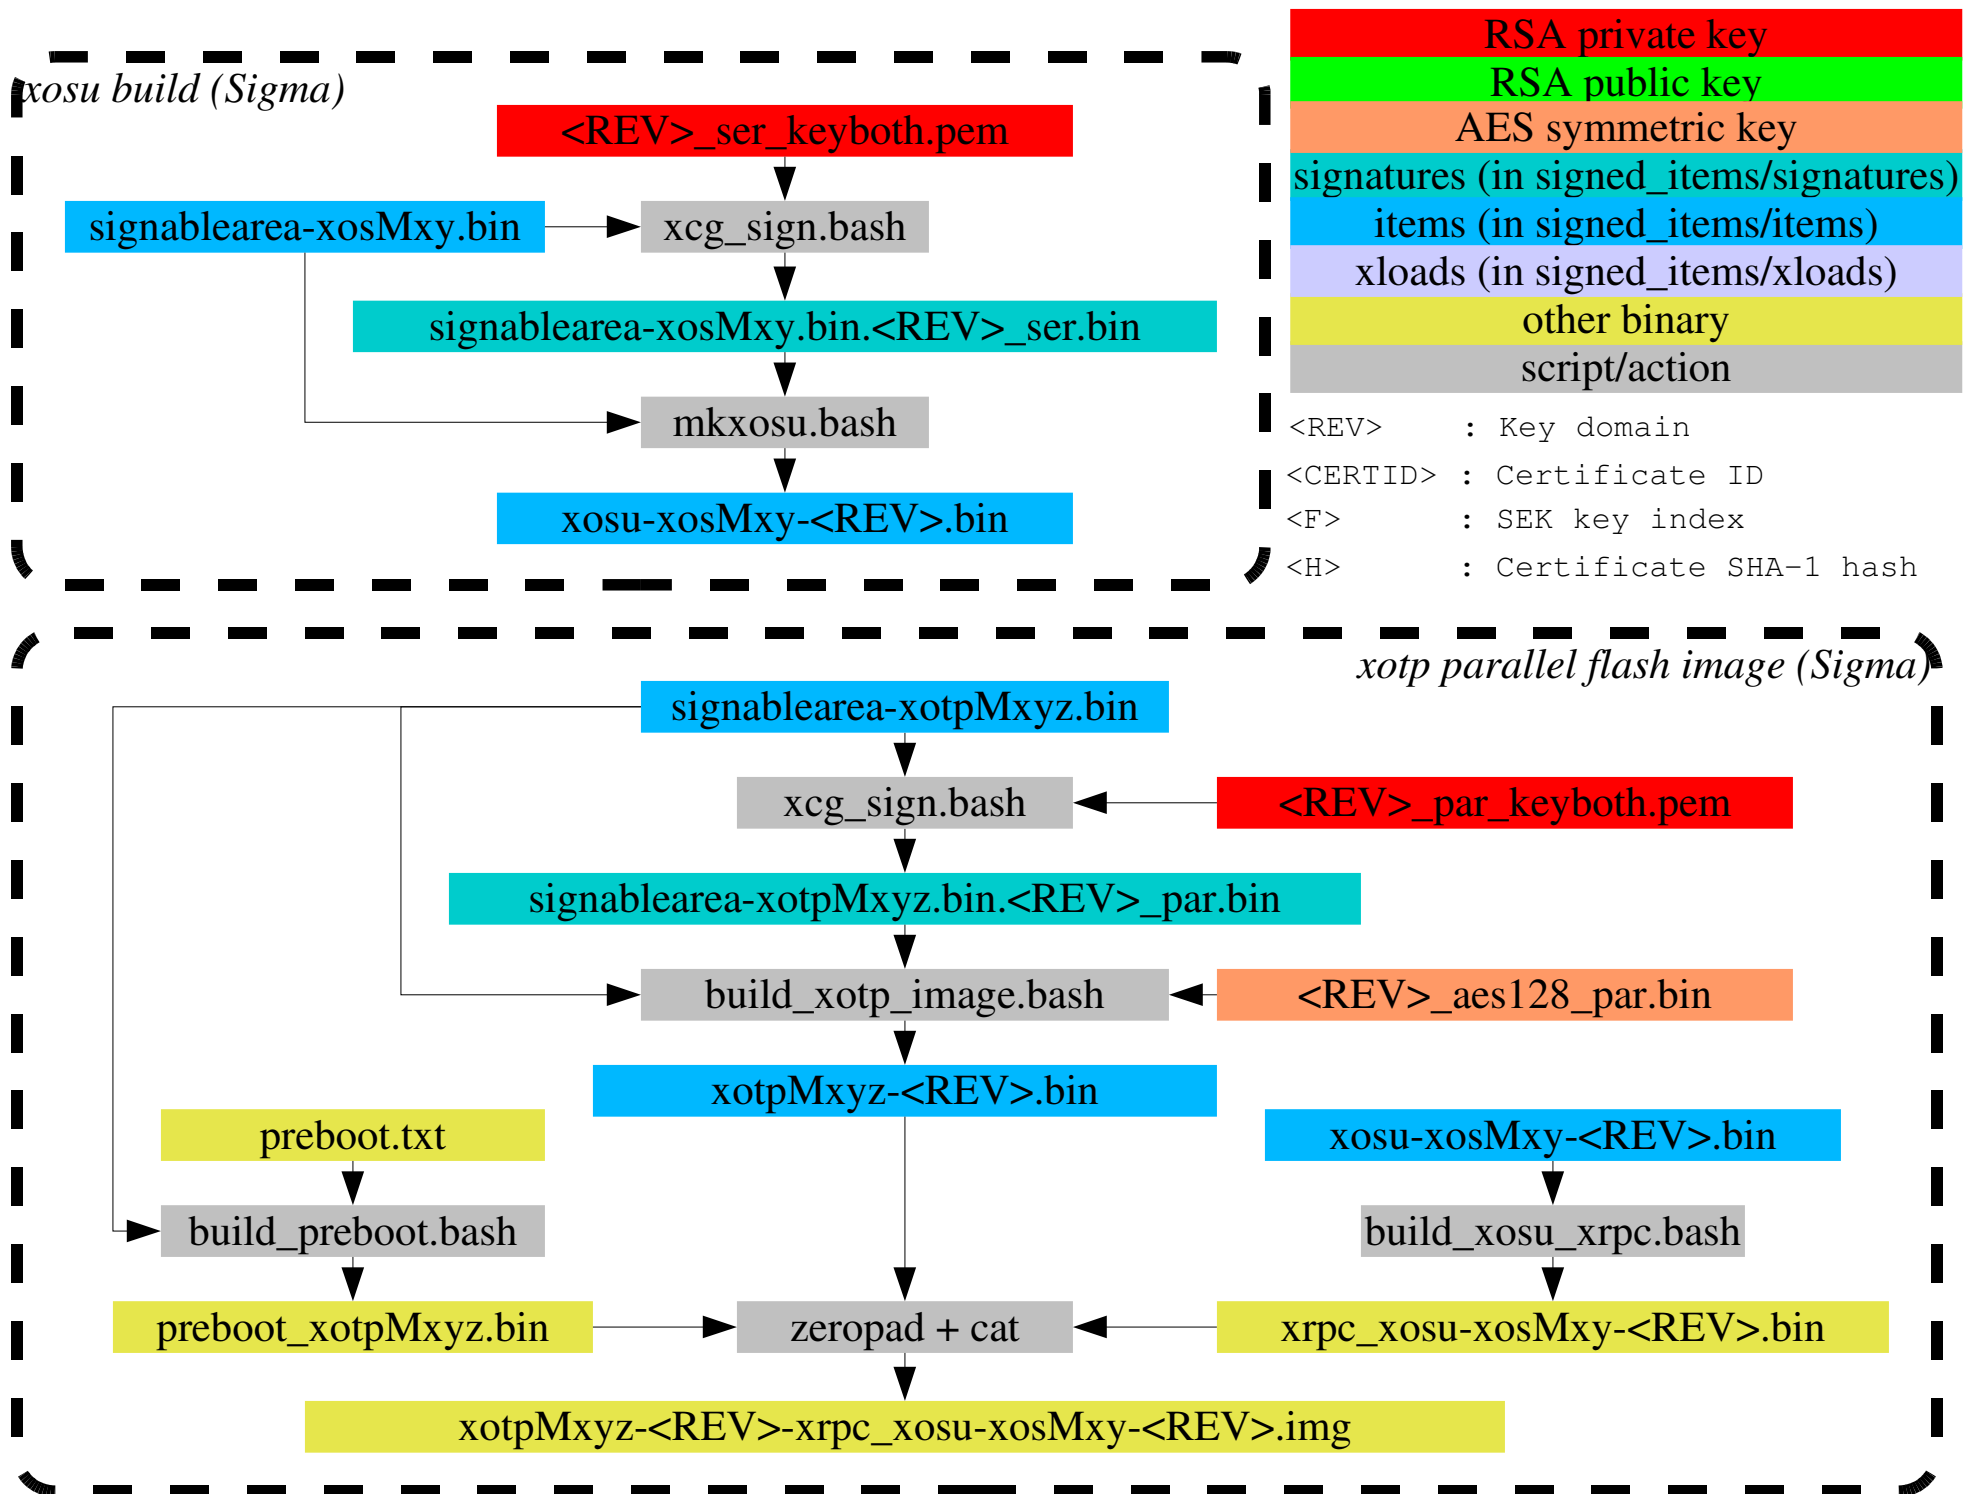 xosu build (Sigma)
<REV>_ser_keyboth.pem
signablearea-xosMxy.bin
xcg_sign.bash
signablearea-xosMxy.bin.<REV>_ser.bin
mkxosu.bash
xosu-xosMxy-<REV>.bin
RSA private key
RSA public key
AES symmetric key
signatures (in signed_items/signatures)
items (in signed_items/items)
xloads (in signed_items/xloads)
other binary
script/action
<REV> : Key domain
<CERTID> : Certificate ID
<F> : SEK key index
<H> : Certificate SHA-1 hash
xotp parallel flash image (Sigma)
signablearea-xotpMxyz.bin
xcg_sign.bash
<REV>_par_keyboth.pem
signablearea-xotpMxyz.bin.<REV>_par.bin
build_xotp_image.bash
<REV>_aes128_par.bin
xotpMxyz-<REV>.bin
preboot.txt
xosu-xosMxy-<REV>.bin
build_preboot.bash
build_xosu_xrpc.bash
preboot_xotpMxyz.bin
zeropad + cat
xrpc_xosu-xosMxy-<REV>.bin
xotpMxyz-<REV>-xrpc_xosu-xosMxy-<REV>.img